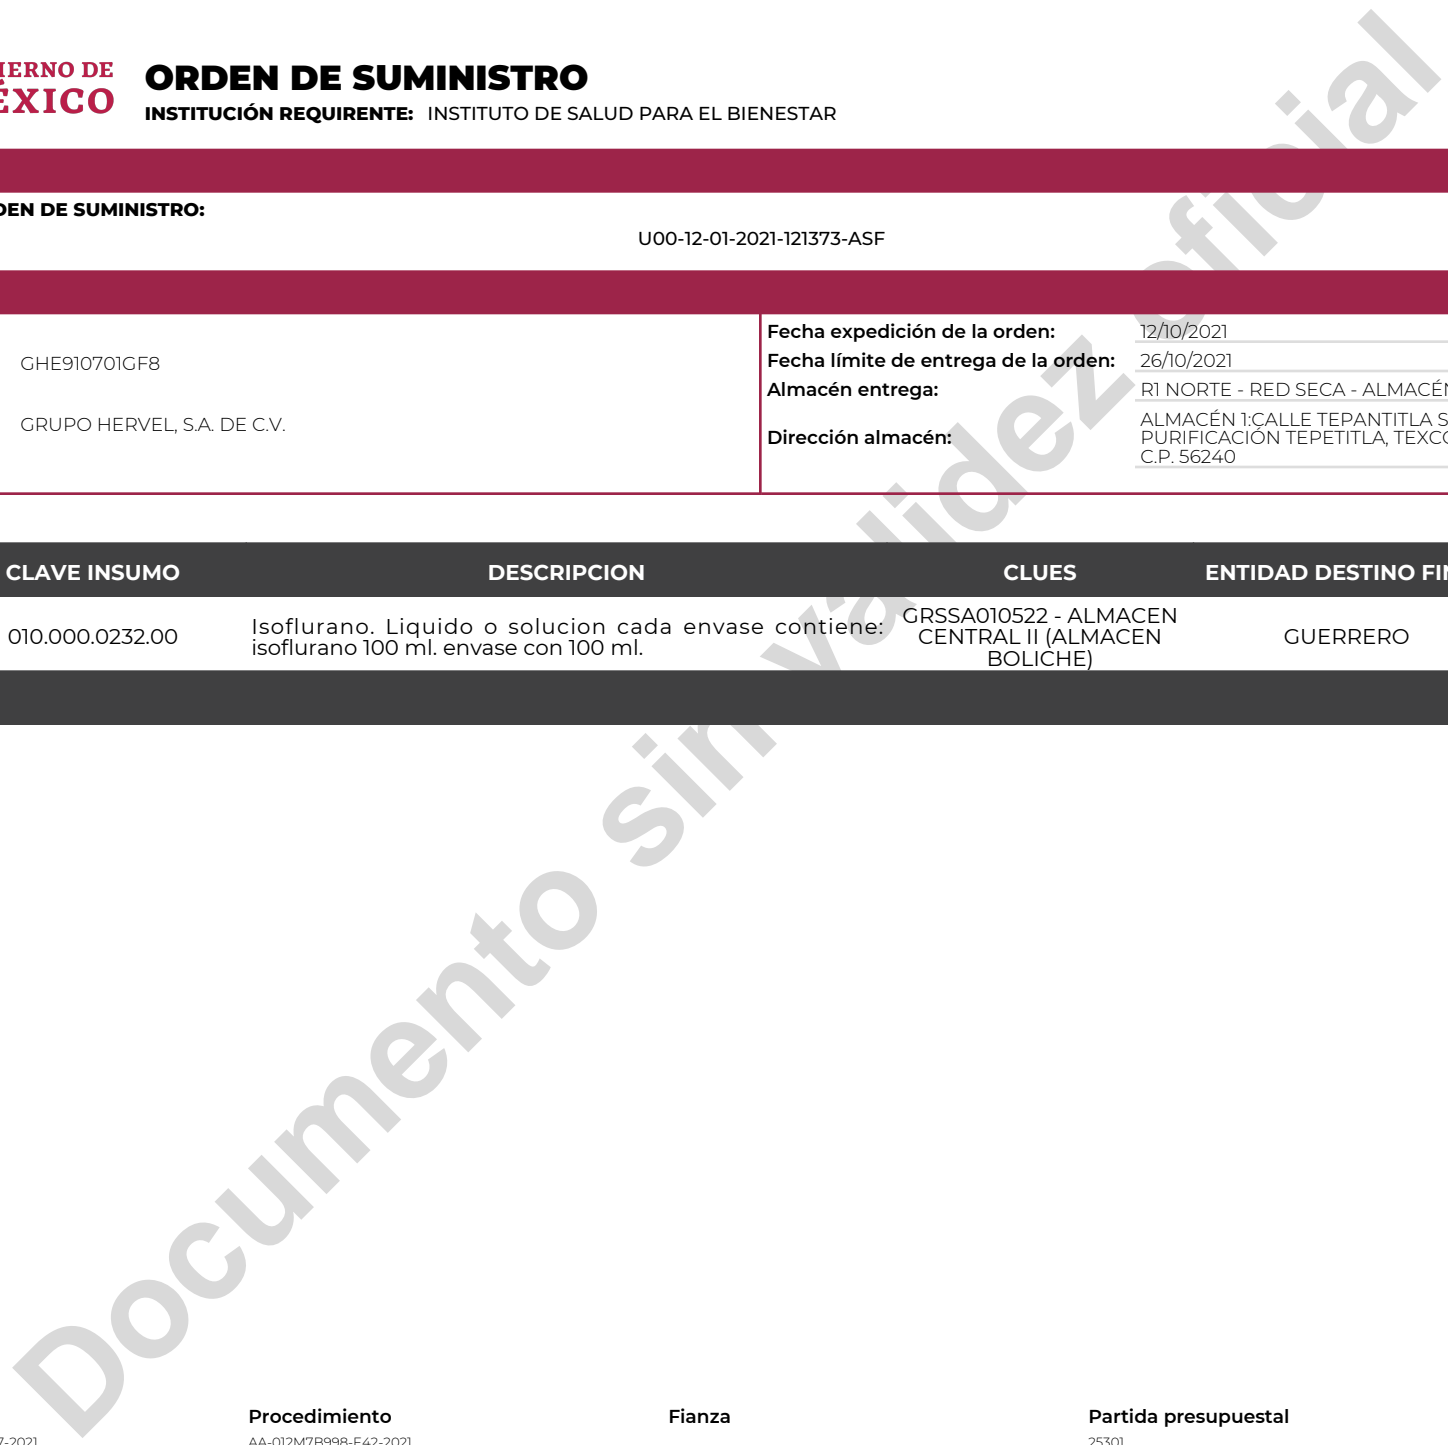 ORDEN DE SUMINISTRO
INSTITUCIÓN REQUIRENTE: INSTITUTO DE SALUD PARA EL BIENESTAR
DE
DE SUMINISTRO:
U00-12-01-2021-121373-ASF
GHE910701GF8
GRUPO HERVEL, S.A. DE C.V.
Fecha expedición de la orden: 12/10/2021
Fecha límite de entrega de la orden: 26/10/2021
Almacén entrega: R1 NORTE - RED SECA - ALMACÉN
Dirección almacén: ALMACÉN 1:CALLE TEPANTITLA
PURIFICACIÓN TEPETITLA,
C.P. 56240
CLAVE INSUMO DESCRIPCION CLUES ENTIDAD DESTINO
010.000.0232.00
Isoflurano. Liquido o solucion cada envase contiene:
isoflurano 100 ml. envase con 100 ml.
GRSSA010522 - ALMACEN
CENTRAL II (ALMACEN
BOLICHE)
GUERRERO
Documento sin validez oficial
Procedimiento Fianza Partida presupuestal
AA-012M7B998-E42-2021 25301